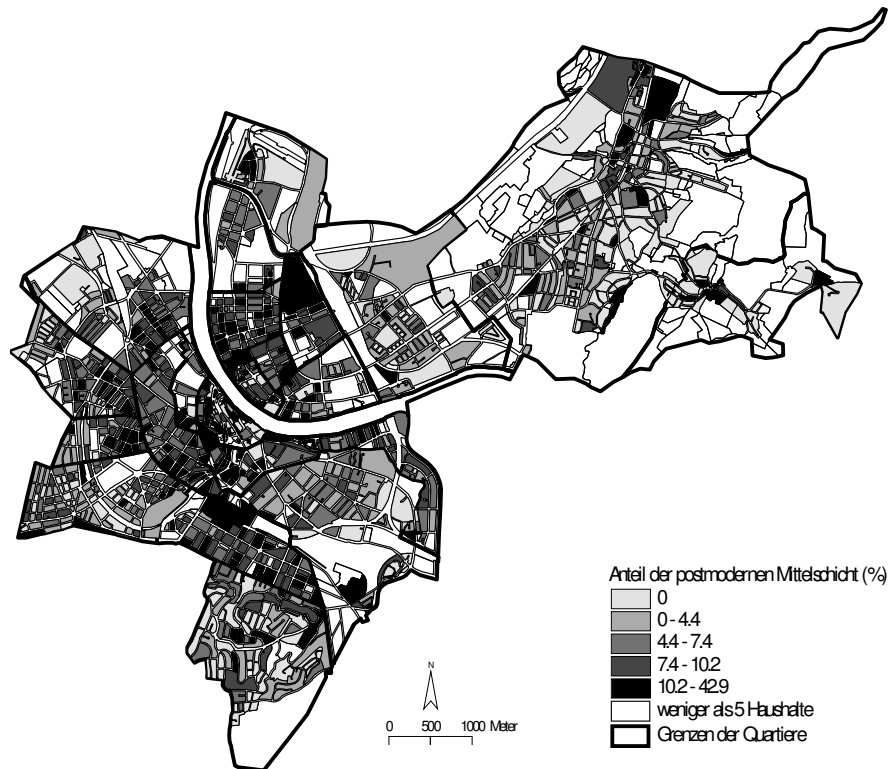 Anteil der postmodernen Mittelschicht (%)
0
0 - 4.4
4.4 - 7.4
7.4 - 10.2
10.2 - 42.9
weniger als 5 Haushalte
Grenzen der Quartiere
N
0 500 1000 Meter